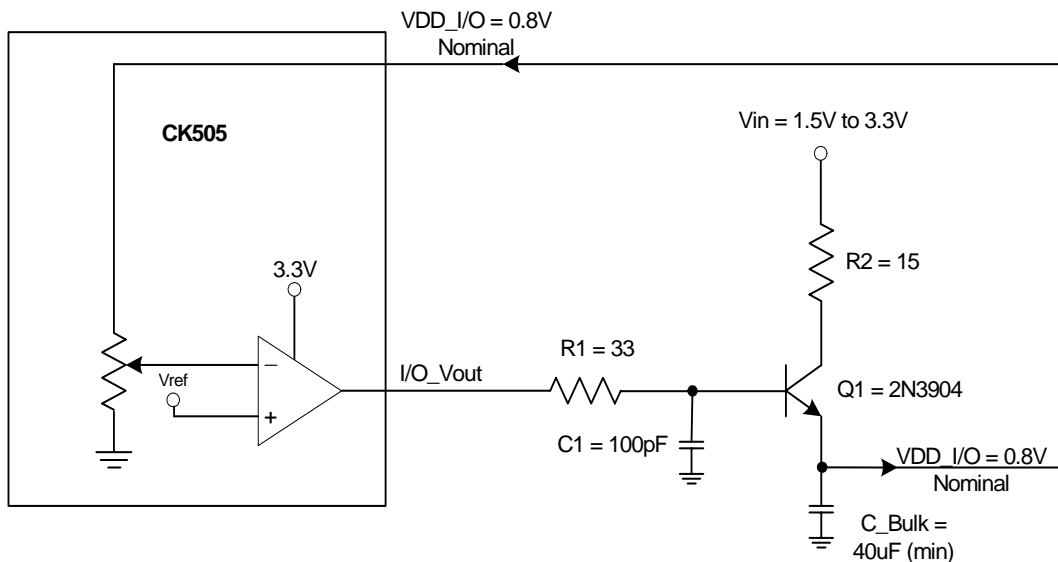 VDD_I/O = 0.8V
Nominal
CK505
Vin = 1.5V to 3.3V
R2 = 15
3.3V
Vref
−
+
I/O_Vout
R1 = 33
C1 = 100pF
Q1 = 2N3904
VDD_I/O = 0.8V
Nominal
C_Bulk =
40uF (min)